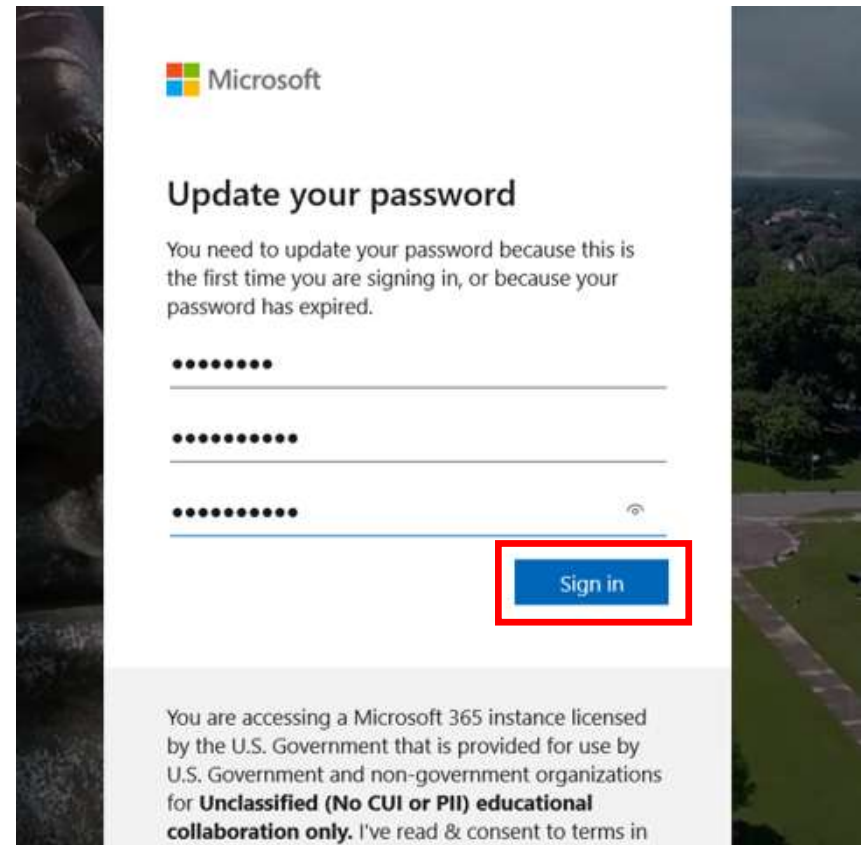 Microsoft
Update your password
You need to update your password because this is
the first time you are signing in, or because your
password has expired.
••••••••
••••••••••
••••••••••
Sign in
You are accessing a Microsoft 365 instance licensed
by the U.S. Government that is provided for use by
U.S. Government and non-government organizations
for Unclassified (No CUI or PII) educational
collaboration only. I've read & consent to terms in